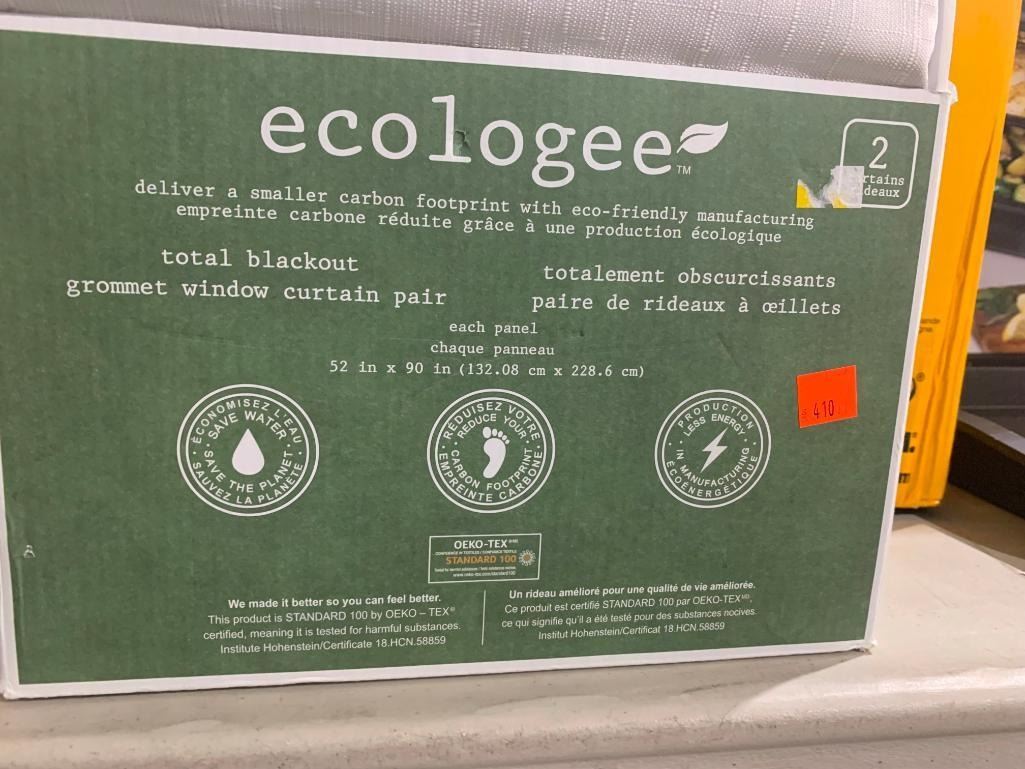 ecologee™
2
rtains
deaux
deliver a smaller carbon footprint with eco-friendly manufacturing
empreinte carbone réduite grâce à une production écologique
total blackout
grommet window curtain pair
totalement obscurcissants
paire de rideaux à œillets
each panel
chaque panneau
52 in x 90 in (132.08 cm x 228.6 cm)
410
ÉCONOMISEZ L'EAU
SAVE WATER
SAVE THE PLANET
SAUVEZ LA PLANÈTE
RÉDUISEZ VOTRE
REDUCE YOUR
CARBON FOOTPRINT
EMPREINTE CARBONE
PRODUCTION
LESS ENERGY
IN MANUFACTURING
ÉCOÉNERGÉTIQUE
OEKO-TEX
STANDARD 100
We made it better so you can feel better.
This product is STANDARD 100 by OEKO – TEX®
certified, meaning it is tested for harmful substances.
Institute Hohenstein/Certificate 18.HCN.58859
Un rideau amélioré pour une qualité de vie améliorée.
Ce produit est certifié STANDARD 100 par OEKO-TEX MD,
ce qui signifie qu'il a été testé pour des substances nocives.
Institut Hohenstein/Certificat 18.HCN.58859